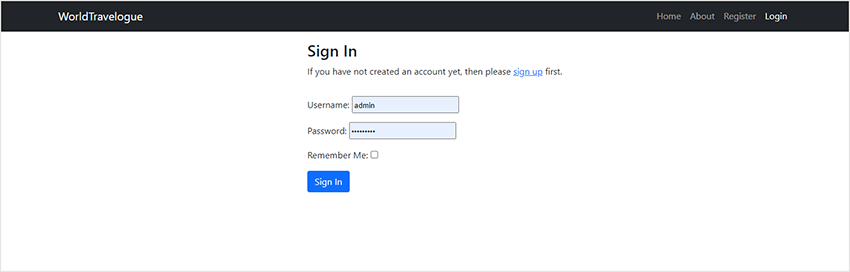 WorldTravelogue Home About Register Login
Sign In
If you have not created an account yet, then please sign up first.
Username: admin
Password: •••••••••
Remember Me:
Sign In